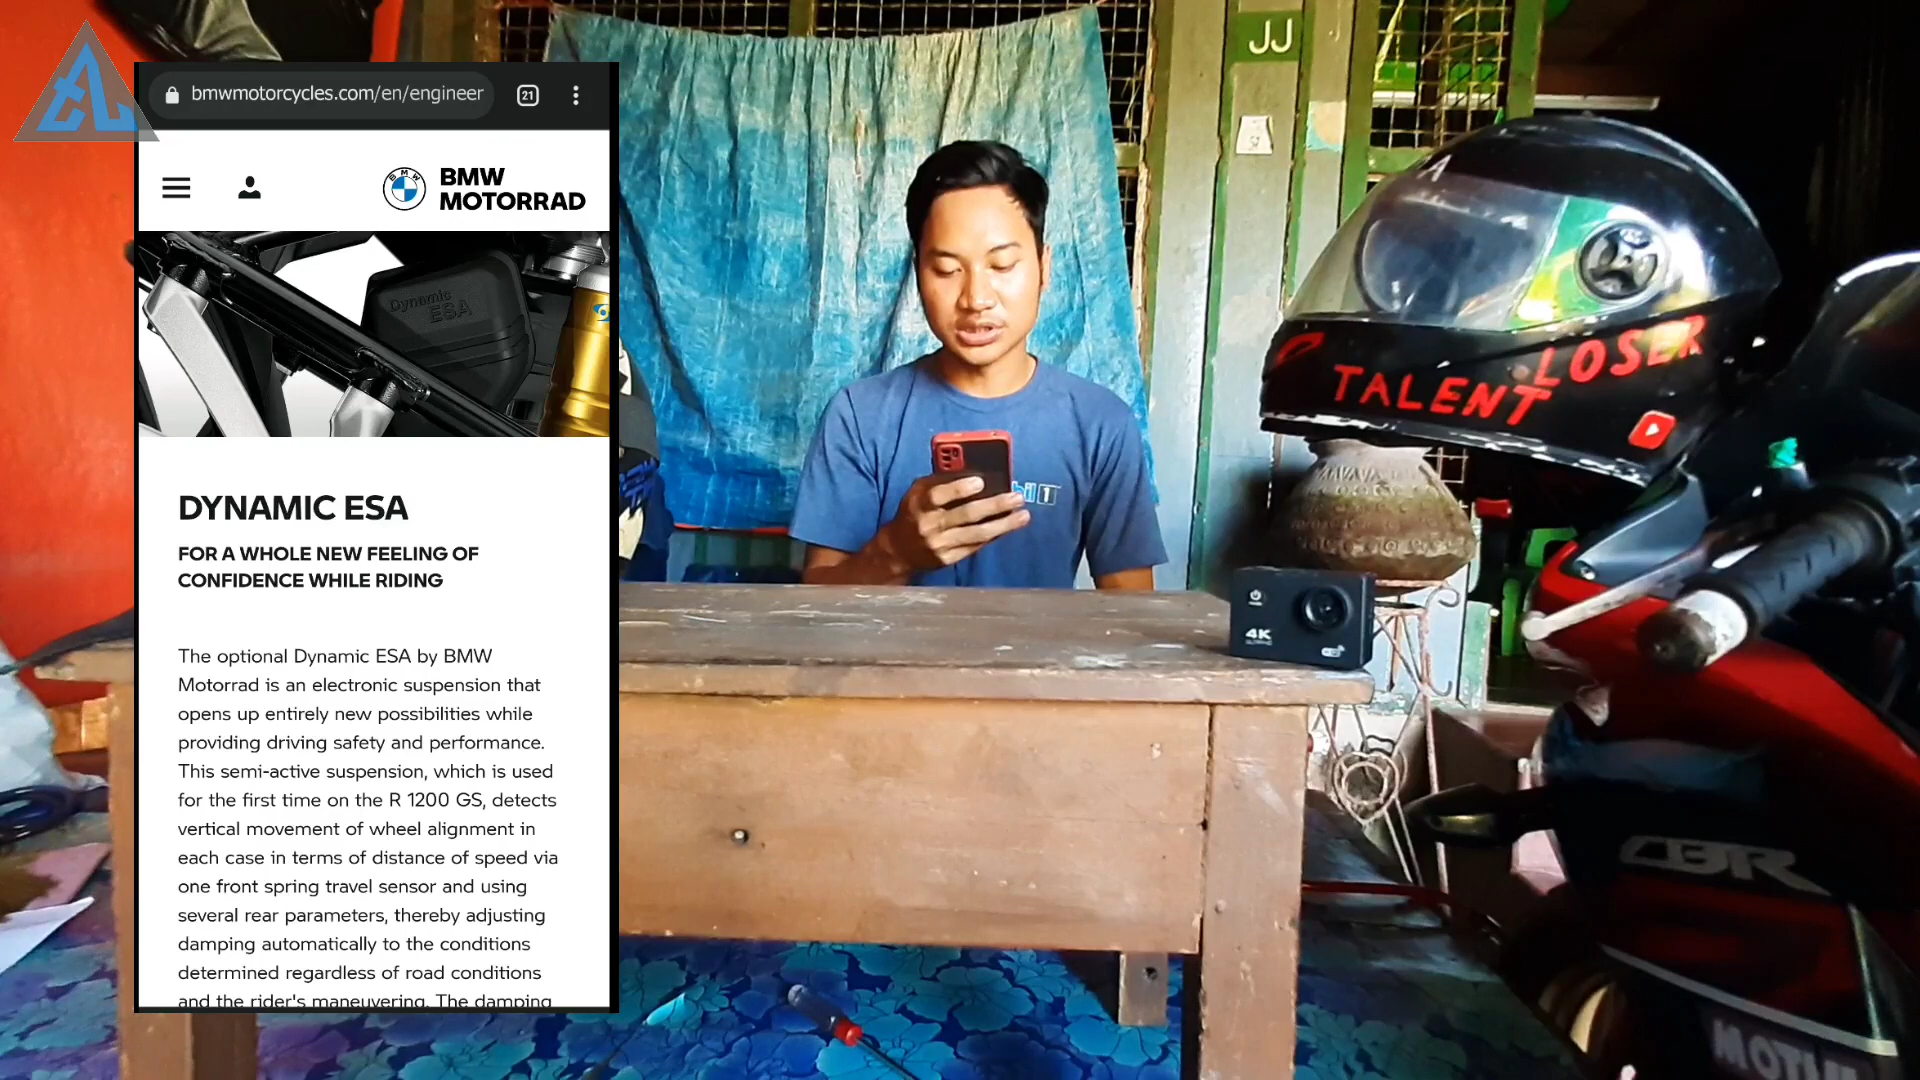 bmwmotorcycles.com/en/engineer
21
BMW
BMW
MOTORRAD
Dynamic
ESA
DYNAMIC ESA
FOR A WHOLE NEW FEELING OF
CONFIDENCE WHILE RIDING
The optional Dynamic ESA by BMW
Motorrad is an electronic suspension that
opens up entirely new possibilities while
providing driving safety and performance.
This semi-active suspension, which is used
for the first time on the R 1200 GS, detects
vertical movement of wheel alignment in
each case in terms of distance of speed via
one front spring travel sensor and using
several rear parameters, thereby adjusting
damping automatically to the conditions
determined regardless of road conditions
and the rider's maneuvering. The damping
JJ
TALENT LOSER
4K
CBR